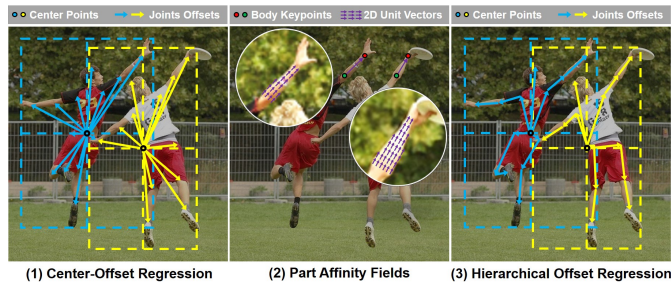 Center Points Joints Offsets
Body Keypoints 2D Unit Vectors
Center Points Joints Offsets
(1) Center-Offset Regression
(2) Part Affinity Fields
(3) Hierarchical Offset Regression